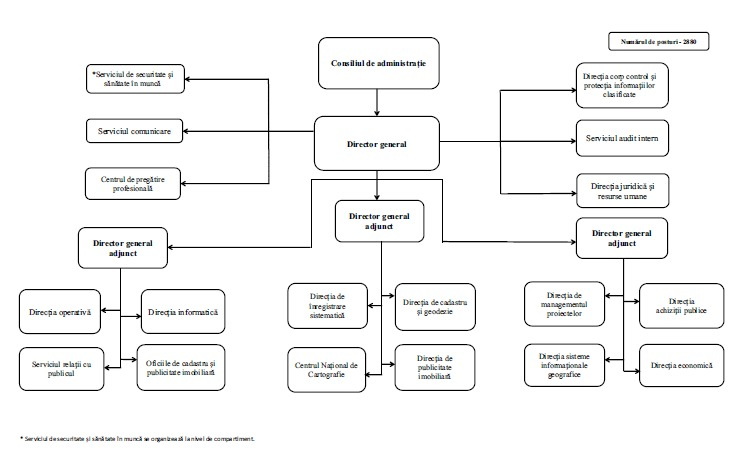 Numărul de posturi - 2880
Consiliul de administrație
*Serviciul de securitate și
sănătate în muncă
Direcția corp control și
protecția informațiilor
clasificate
Serviciul comunicare
Director general
Serviciul audit intern
Centrul de pregătire
profesională
Direcția juridică și
resurse umane
Director general
adjunct
Director general
adjunct
Director general
adjunct
Direcția operativă
Direcția informatică
Serviciul relații cu
publicul
Oficiile de cadastru și
publicitate imobiliară
Direcția de
înregistrare
sistematică
Direcția de cadastru
și geodezie
Centrul Național de
Cartografie
Direcția de
publicitate
imobiliară
Direcția de
managementul
proiectelor
Direcția
achiziții publice
Direcția sisteme
informaționale
geografice
Direcția economică
* Serviciul de securitate și sănătate în muncă se organizează la nivel de compartiment.